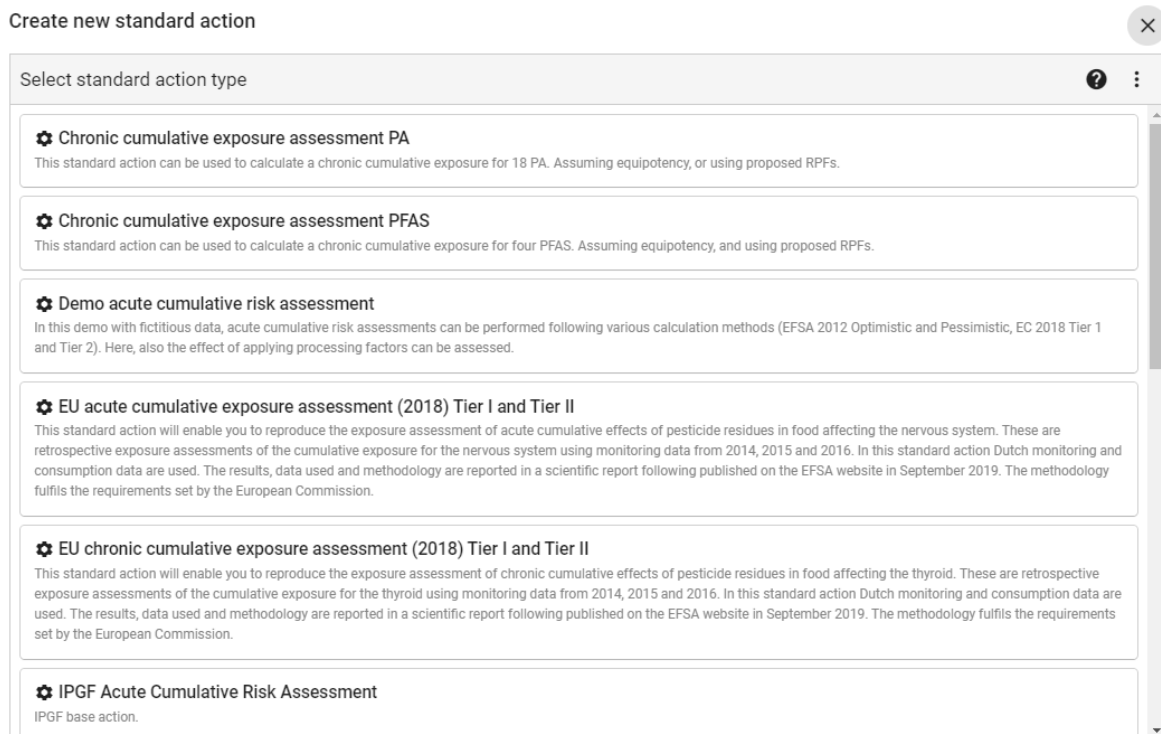 Create new standard action
Select standard action type
Chronic cumulative exposure assessment PA
This standard action can be used to calculate a chronic cumulative exposure for 18 PA. Assuming equipotency, or using proposed RPFs.
Chronic cumulative exposure assessment PFAS
This standard action can be used to calculate a chronic cumulative exposure for four PFAS. Assuming equipotency, and using proposed RPFs.
Demo acute cumulative risk assessment
In this demo with fictitious data, acute cumulative risk assessments can be performed following various calculation methods (EFSA 2012 Optimistic and Pessimistic, EC 2018 Tier 1
and Tier 2). Here, also the effect of applying processing factors can be assessed.
EU acute cumulative exposure assessment (2018) Tier I and Tier II
This standard action will enable you to reproduce the exposure assessment of acute cumulative effects of pesticide residues in food affecting the nervous system. These are
retrospective exposure assessments of the cumulative exposure for the nervous system using monitoring data from 2014, 2015 and 2016. In this standard action Dutch monitoring and
consumption data are used. The results, data used and methodology are reported in a scientific report following published on the EFSA website in September 2019. The methodology
fulfils the requirements set by the European Commission.
EU chronic cumulative exposure assessment (2018) Tier I and Tier II
This standard action will enable you to reproduce the exposure assessment of chronic cumulative effects of pesticide residues in food affecting the thyroid. These are retrospective
exposure assessments of the cumulative exposure for the thyroid using monitoring data from 2014, 2015 and 2016. In this standard action Dutch monitoring and consumption data are
used. The results, data used and methodology are reported in a scientific report following published on the EFSA website in September 2019. The methodology fulfils the requirements
set by the European Commission.
IPGF Acute Cumulative Risk Assessment
IPGF base action.